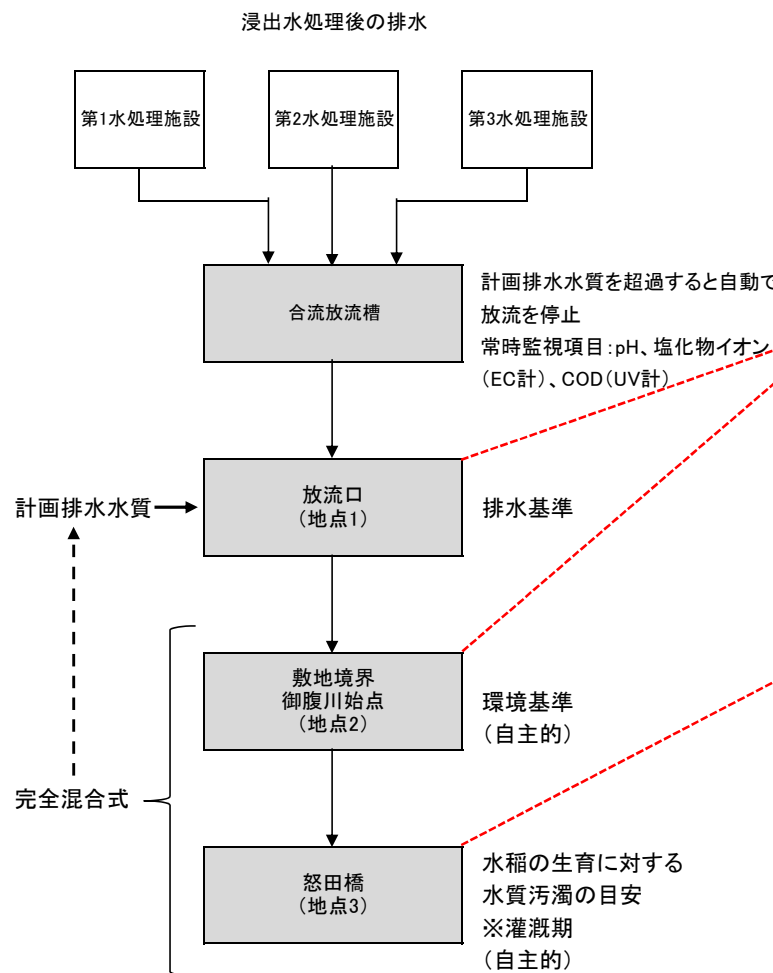 浸出水処理後の排水
第1水処理施設
第2水処理施設
第3水処理施設
合流放流槽
計画排水水質を超過すると自動で
放流を停止
常時監視項目:pH、塩化物イオン
(EC計)、COD(UV計)
放流口
(地点1)
計画排水水質
排水基準
敷地境界
御腹川始点
(地点2)
環境基準
(自主的)
完全混合式
怒田橋
(地点3)
水稲の生育に対する
水質汚濁の目安
※灌漑期
(自主的)